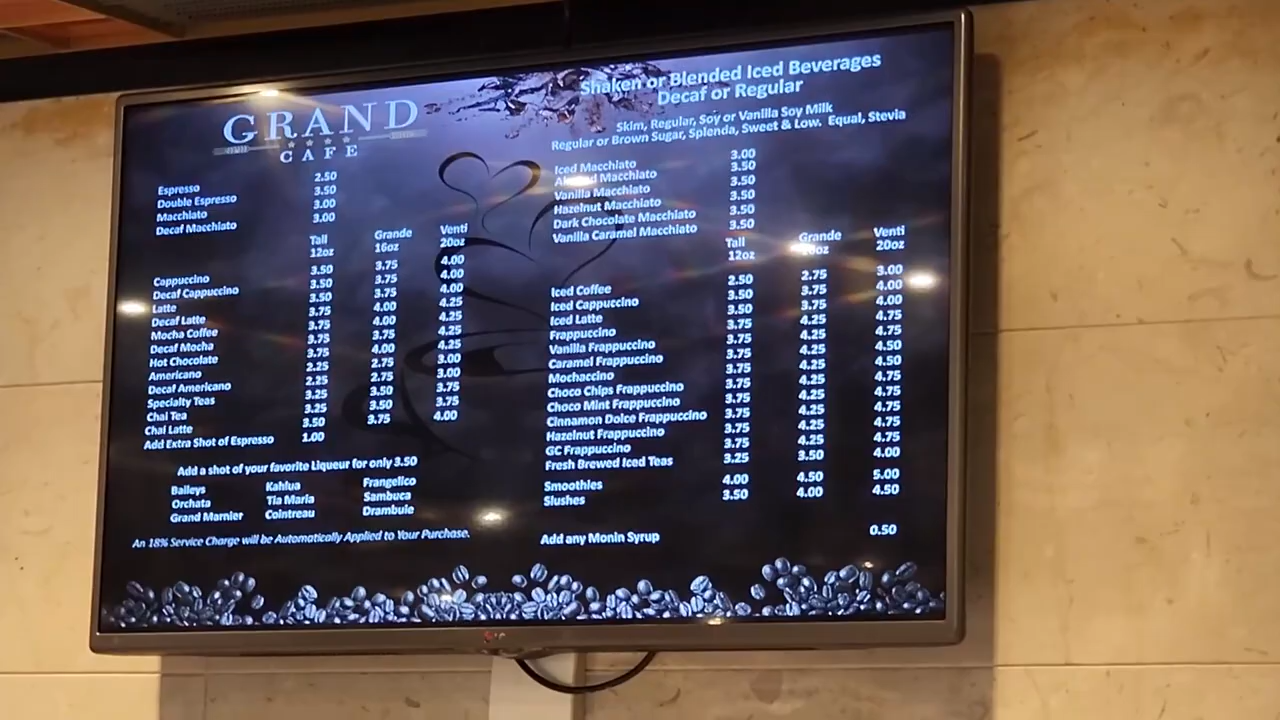 GRAND
CAFE
Espresso 2.50
Double Espresso 3.50
Macchiato 3.00
Decaf Macchiato 3.00
Tall Grande Venti
12oz 16oz 20oz
Cappuccino 3.50 3.75 4.00
Decaf Cappuccino 3.50 3.75 4.00
Latte 3.50 3.75 4.00
Decaf Latte 3.75 4.00 4.25
Mocha Coffee 3.75 4.00 4.25
Decaf Mocha 3.75 3.75 4.25
Hot Chocolate 3.75 4.00 4.25
Americano 2.25 2.75 3.00
Decaf Americano 2.25 2.75 3.00
Specialty Teas 3.25 3.50 3.75
Chai Tea 3.25 3.50 3.75
Chai Latte 3.50 3.75 4.00
Add Extra Shot of Espresso 1.00
Add a shot of your favorite Liqueur for only 3.50
Baileys Kahlua Frangelico
Orchata Tia Maria Sambuca
Grand Marnier Cointreau Drambuie
An 18% Service Charge will be Automatically Applied to Your Purchase.
Shaken or Blended Iced Beverages
Decaf or Regular
Skim, Regular, Soy or Vanilla Soy Milk
Regular or Brown Sugar, Splenda, Sweet & Low. Equal, Stevia
Iced Macchiato 3.00
Almond Macchiato 3.50
Vanilla Macchiato 3.50
Hazelnut Macchiato 3.50
Dark Chocolate Macchiato 3.50
Vanilla Caramel Macchiato 3.50
Tall Grande Venti
12oz 20oz
Iced Coffee 2.50 2.75 3.00
Iced Cappuccino 3.50 3.75 4.00
Iced Latte 3.50 3.75 4.00
Frappuccino 3.75 4.25 4.75
Vanilla Frappuccino 3.75 4.25 4.75
Caramel Frappuccino 3.75 4.25 4.50
Mochaccino 3.75 4.25 4.50
Choco Chips Frappuccino 3.75 4.25 4.75
Choco Mint Frappuccino 3.75 4.25 4.75
Cinnamon Dolce Frappuccino 3.75 4.25 4.75
Hazelnut Frappuccino 3.75 4.25 4.75
GC Frappuccino 3.75 4.25 4.75
Fresh Brewed Iced Teas 3.25 3.50 4.00
Smoothies 4.00 4.50 5.00
Slushes 3.50 4.00 4.50
Add any Monin Syrup 0.50
LG